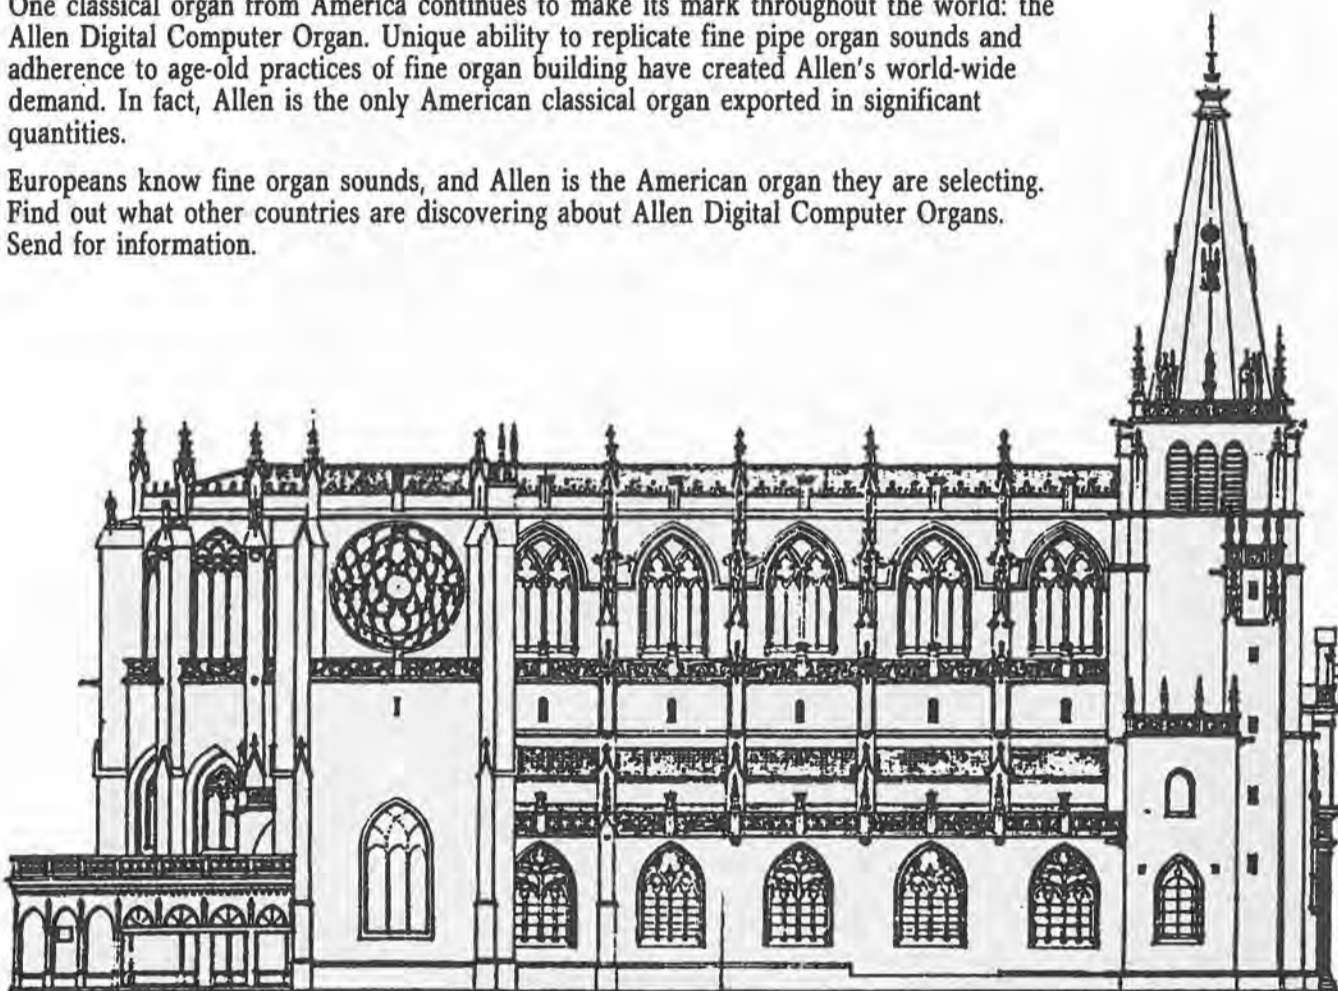 One classical organ from America continues to make its mark throughout the world: the
Allen Digital Computer Organ. Unique ability to replicate fine pipe organ sounds and
adherence to age-old practices of fine organ building have created Allen's world-wide
demand. In fact, Allen is the only American classical organ exported in significant
quantities.
Europeans know fine organ sounds, and Allen is the American organ they are selecting.
Find out what other countries are discovering about Allen Digital Computer Organs.
Send for information.